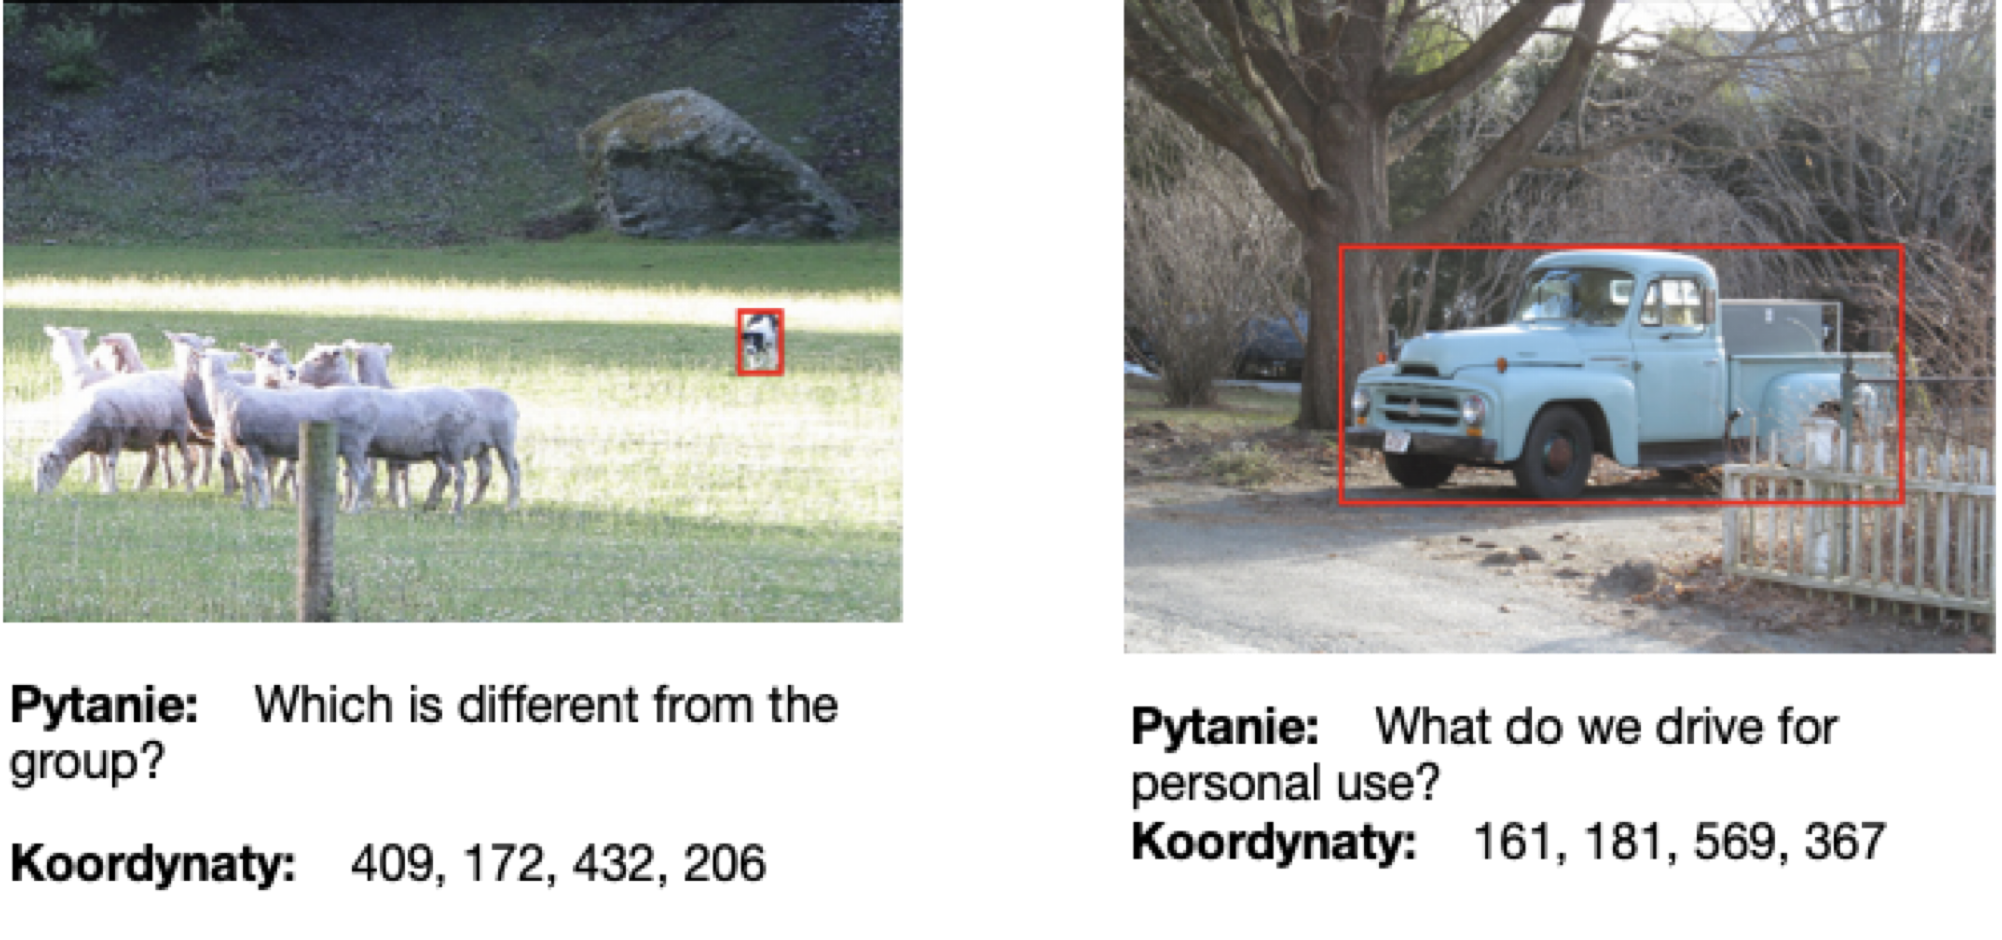 Pytanie: Which is different from the
group?
Koordynaty: 409, 172, 432, 206
Pytanie: What do we drive for
personal use?
Koordynaty: 161, 181, 569, 367